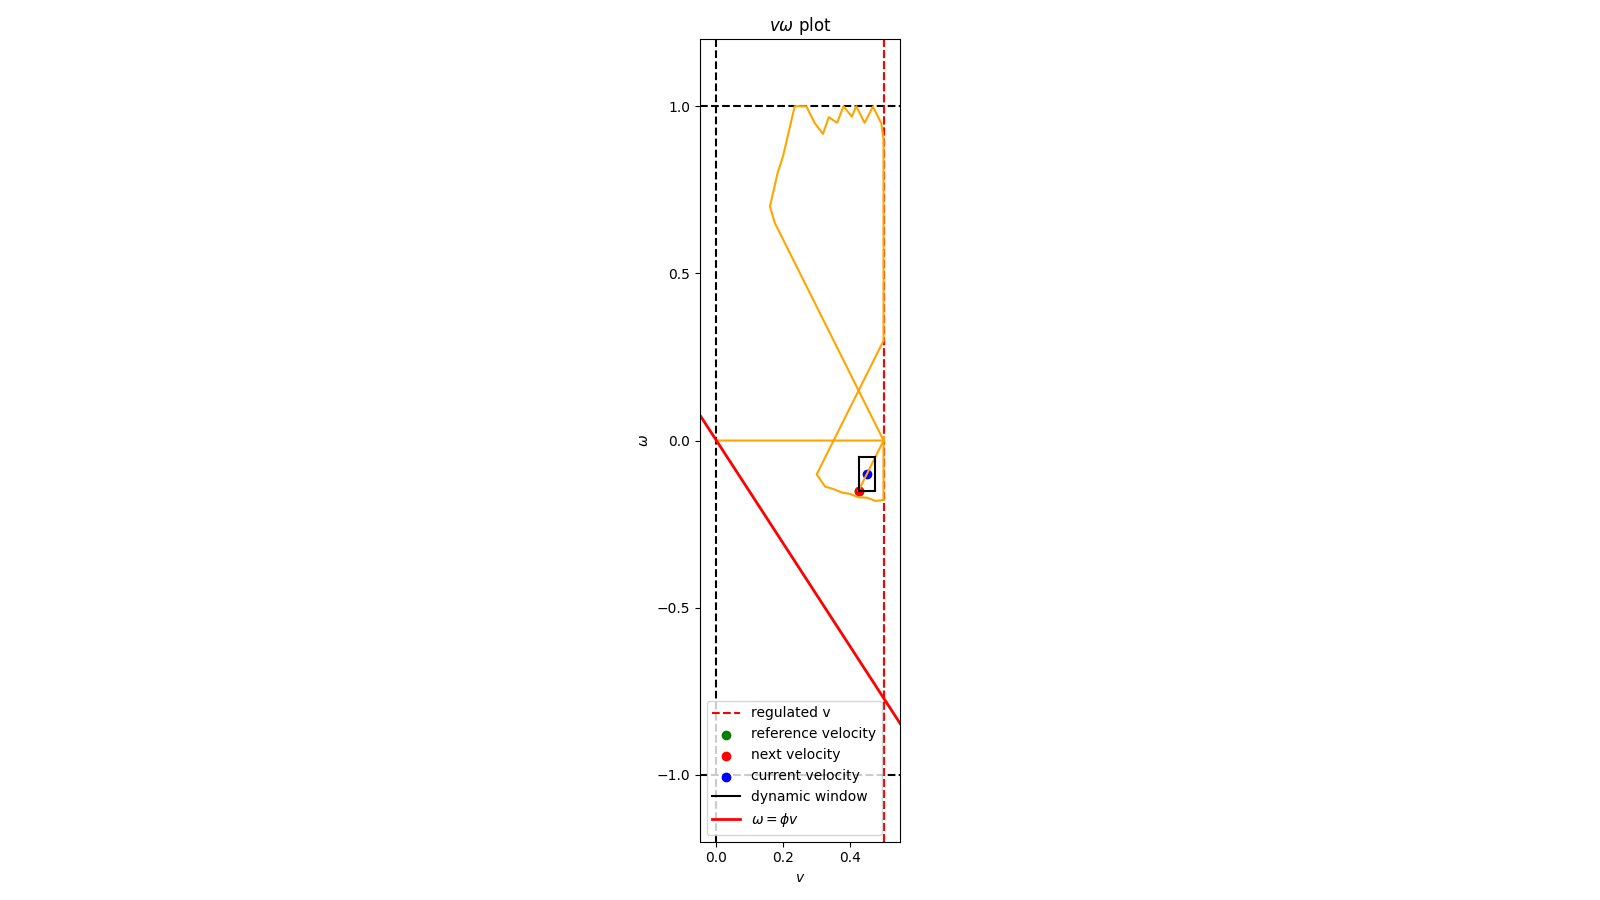 vω plot
1.0
0.5
ω
0.0
−0.5
−1.0
regulated v
reference velocity
next velocity
current velocity
dynamic window
ω = ϕv
0.0 0.2 0.4
v